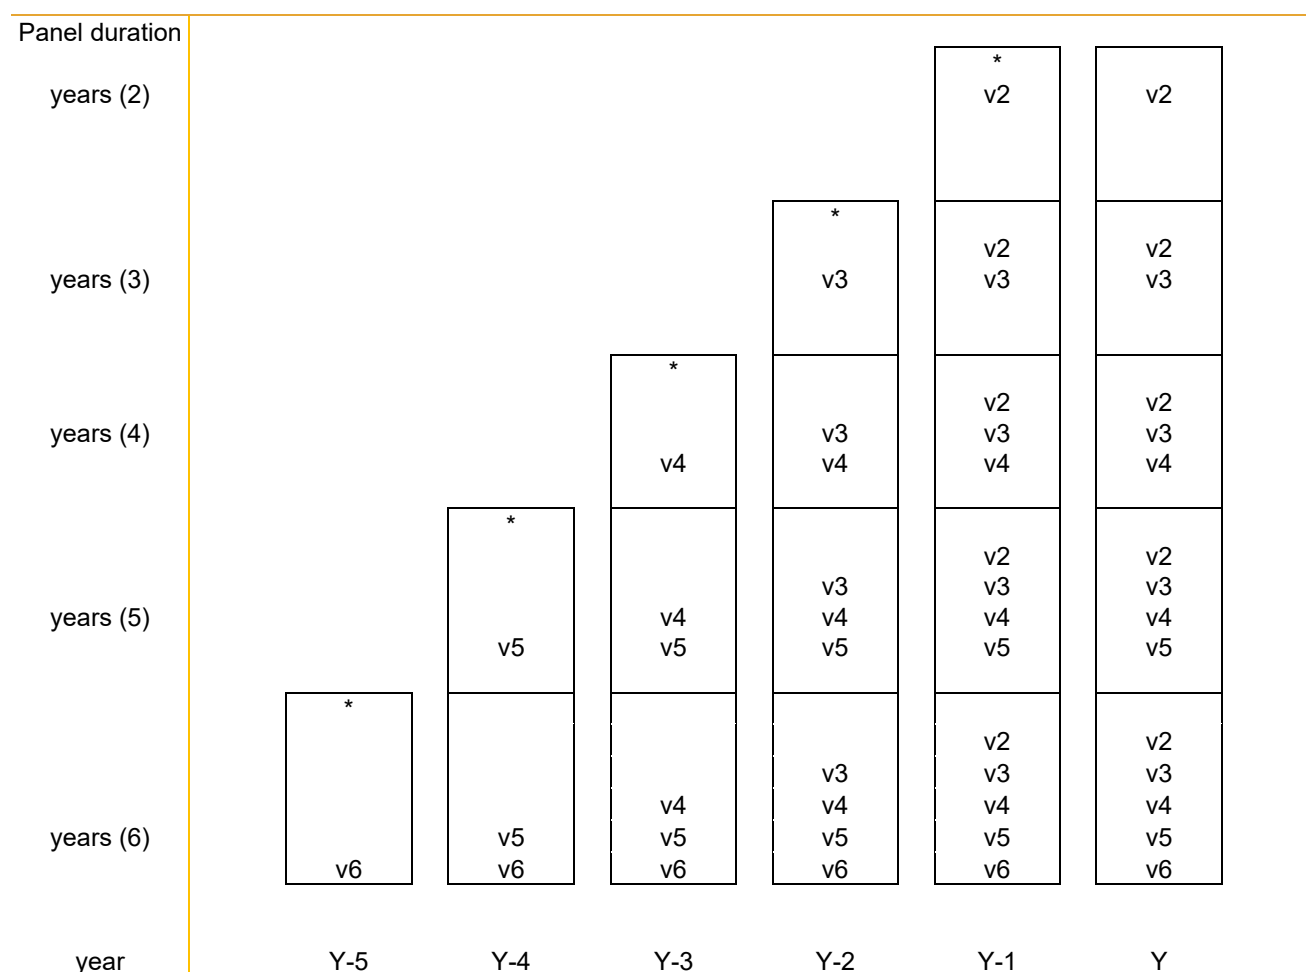 Panel duration
*
years (2) v2 v2
*
v2 v2
years (3) v3 v3 v3
*
v2 v2
years (4) v3 v3 v3
v4 v4 v4 v4
*
v2 v2
v3 v3 v3
years (5) v4 v4 v4 v4
v5 v5 v5 v5 v5
*
v2 v2
v3 v3 v3
v4 v4 v4 v4
years (6) v5 v5 v5 v5 v5
v6 v6 v6 v6 v6 v6
year Y-5 Y-4 Y-3 Y-2 Y-1 Y